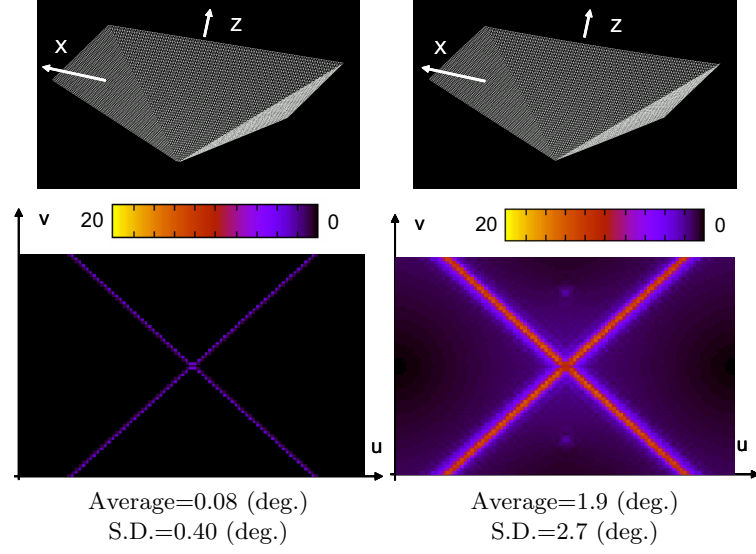 x z x z
v 20 0 v 20 0
u u
Average=0.08 (deg.) Average=1.9 (deg.)
S.D.=0.40 (deg.) S.D.=2.7 (deg.)